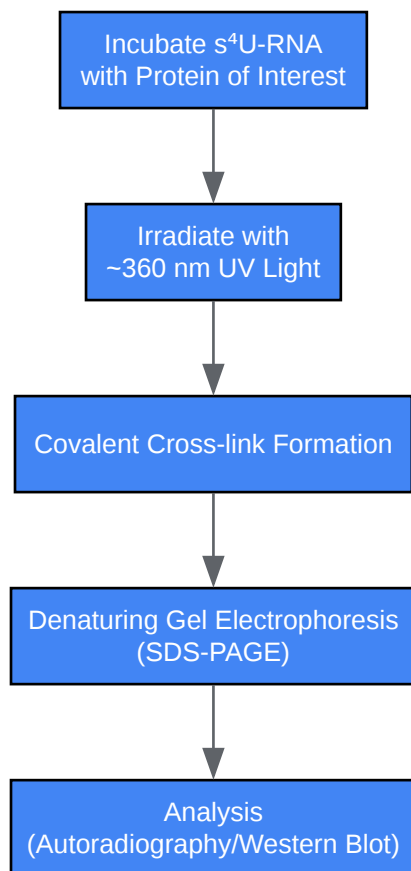 Incubate s⁴U-RNA
with Protein of Interest
Irradiate with
~360 nm UV Light
Covalent Cross-link Formation
Denaturing Gel Electrophoresis
(SDS-PAGE)
Analysis
(Autoradiography/Western Blot)